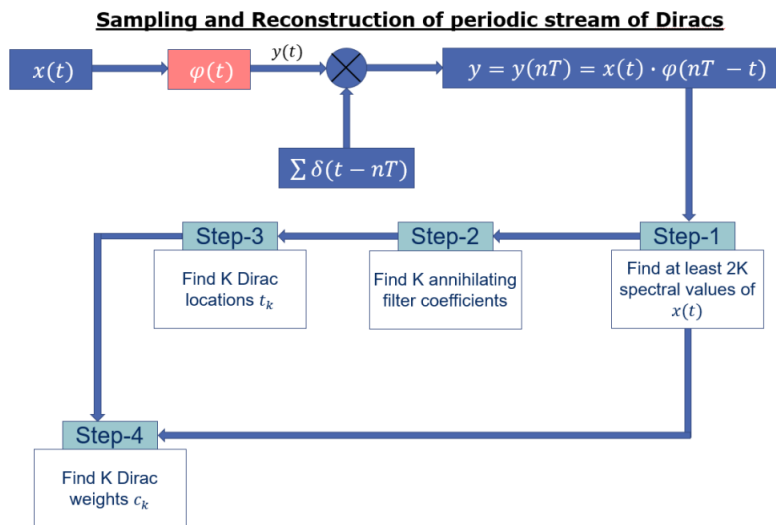 Sampling and Reconstruction of periodic stream of Diracs
x(t)
φ(t)
y(t)
y = y(nT) = x(t) · φ(nT − t)
∑ δ(t − nT)
Step-3
Step-2
Step-1
Find K Dirac
locations t_k
Find K annihilating
filter coefficients
Find at least 2K
spectral values of
x(t)
Step-4
Find K Dirac
weights c_k